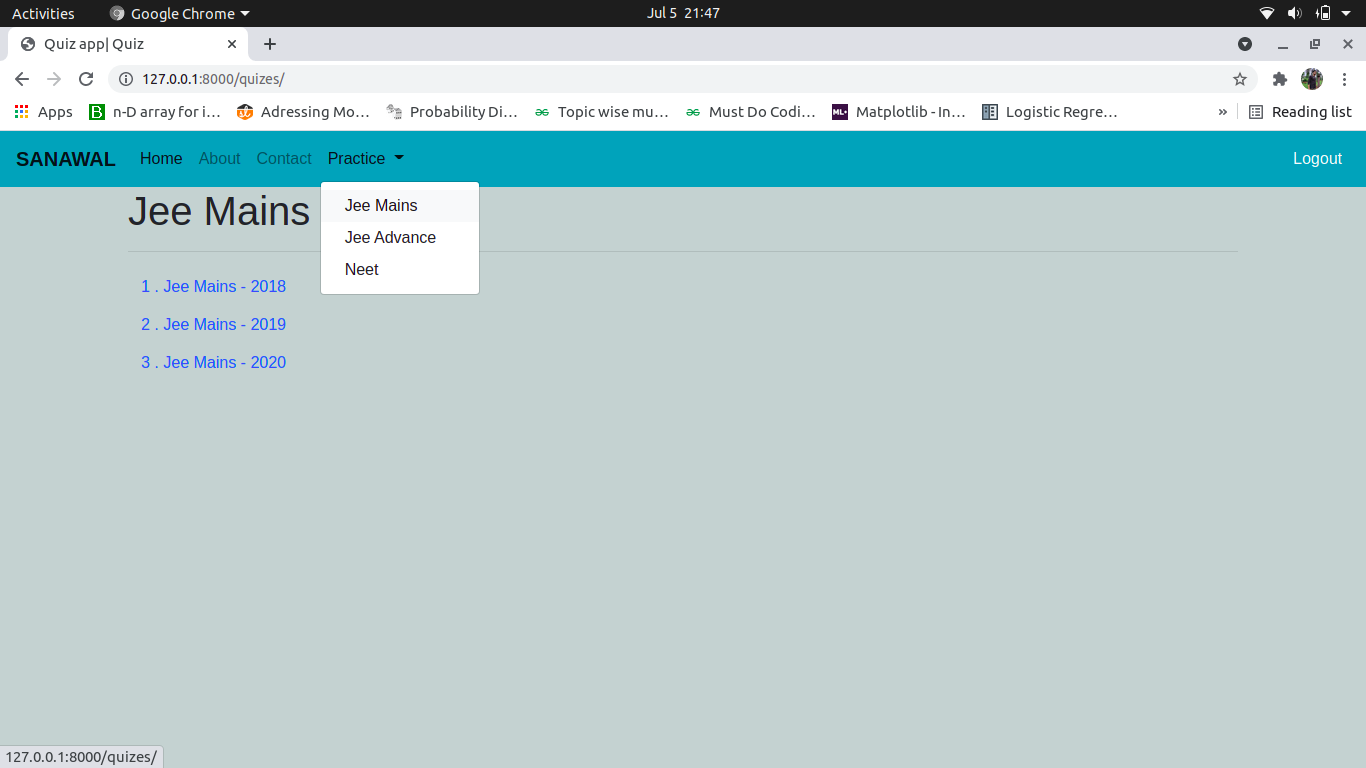 Activities Google Chrome Jul 5 21:47
Quiz app| Quiz
127.0.0.1:8000/quizes/
Apps n-D array for i… Adressing Mo… Probability Di… Topic wise mu… Must Do Codi… ML+ Matplotlib - In… Logistic Regre… » Reading list
SANAWAL Home About Contact Practice Logout
Jee Mains
Jee Mains
Jee Advance
Neet
1 . Jee Mains - 2018
2 . Jee Mains - 2019
3 . Jee Mains - 2020
127.0.0.1:8000/quizes/